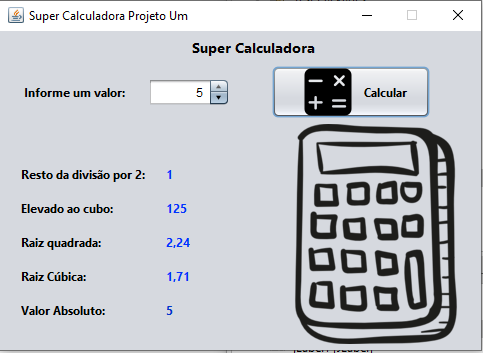 Super Calculadora Projeto Um
Super Calculadora
Informe um valor: 5 Calcular
Resto da divisão por 2: 1
Elevado ao cubo: 125
Raiz quadrada: 2,24
Raiz Cúbica: 1,71
Valor Absoluto: 5